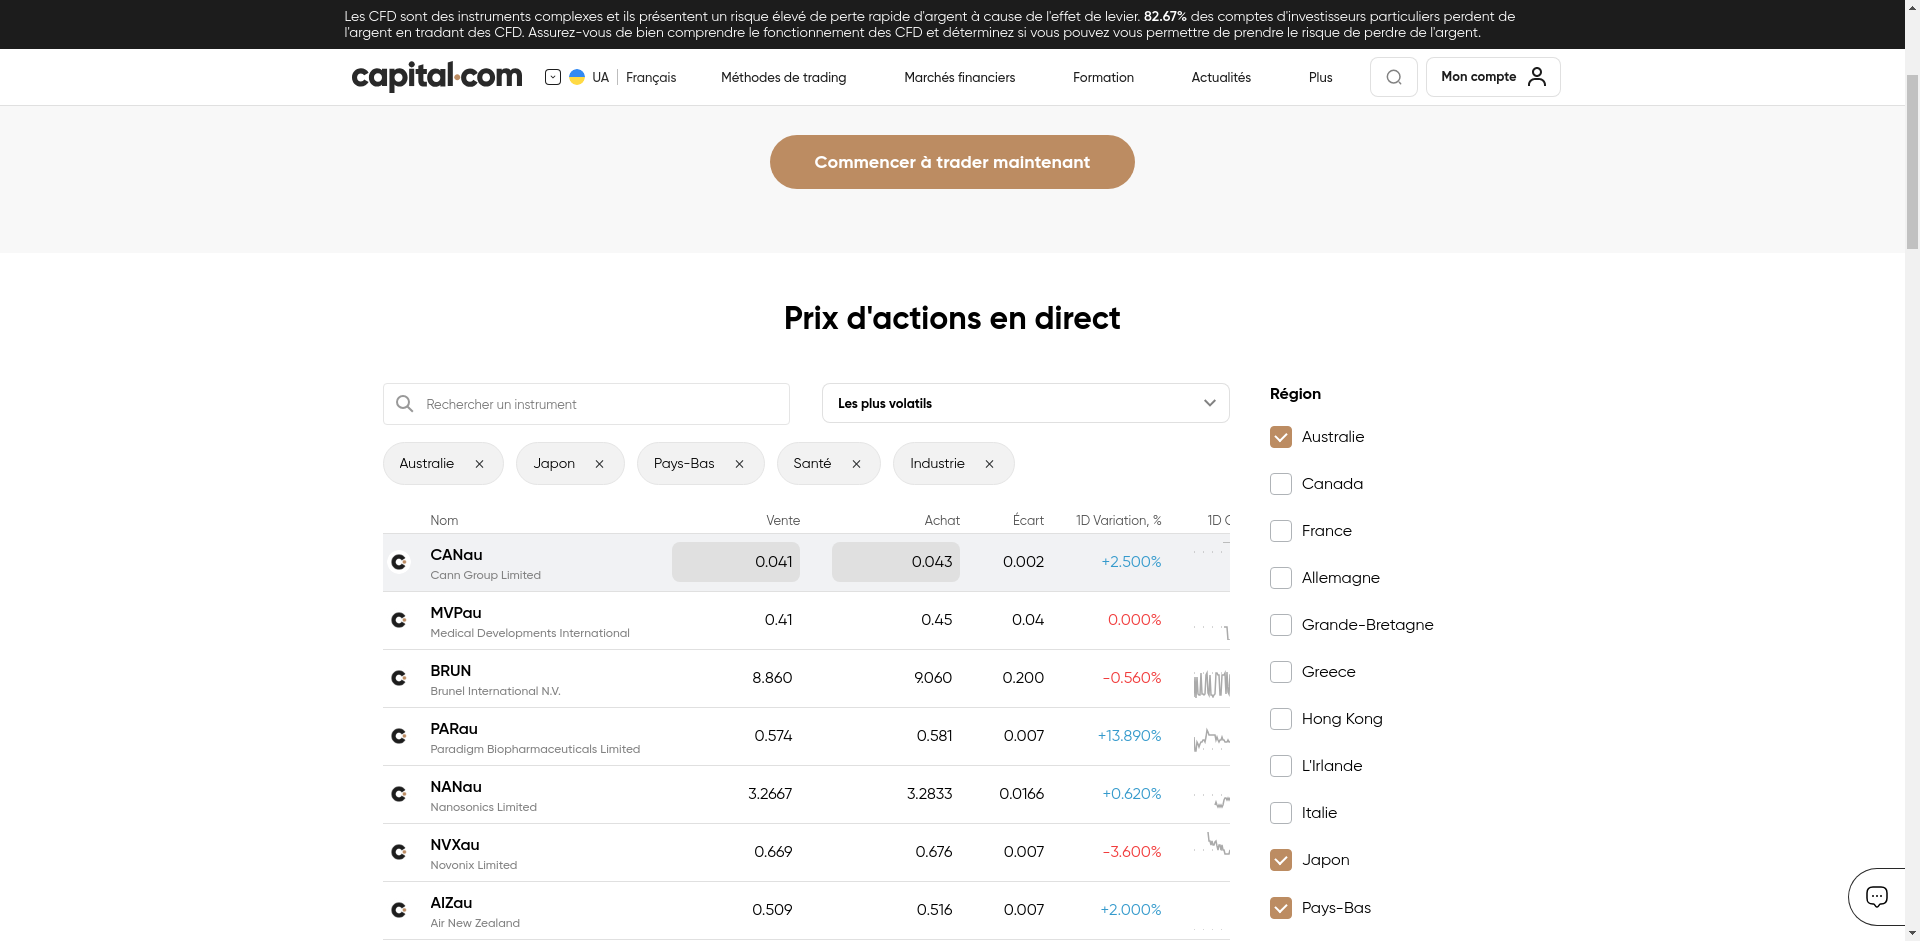 Les CFD sont des instruments complexes et ils présentent un risque élevé de perte rapide d'argent à cause de l'effet de levier. 82.67% des comptes d'investisseurs particuliers perdent de
l'argent en tradant des CFD. Assurez-vous de bien comprendre le fonctionnement des CFD et déterminez si vous pouvez vous permettre de prendre le risque de perdre de l'argent.
capital.com UA Français Méthodes de trading Marchés financiers Formation Actualités Plus Mon compte
Commencer à trader maintenant
Prix d'actions en direct
Rechercher un instrument
Les plus volatils
Australie Japon Pays-Bas Santé Industrie
Nom Vente Achat Écart 1D Variation, % 1D
CANau 0.041 0.043 0.002 +2.500%
Cann Group Limited
MVPau 0.41 0.45 0.04 0.000%
Medical Developments International
BRUN 8.860 9.060 0.200 -0.560%
Brunel International N.V.
PARau 0.574 0.581 0.007 +13.890%
Paradigm Biopharmaceuticals Limited
NANau 3.2667 3.2833 0.0166 +0.620%
Nanosonics Limited
NVXau 0.669 0.676 0.007 -3.600%
Novonix Limited
AIZau 0.509 0.516 0.007 +2.000%
Air New Zealand
Région
Australie
Canada
France
Allemagne
Grande-Bretagne
Greece
Hong Kong
L'Irlande
Italie
Japon
Pays-Bas